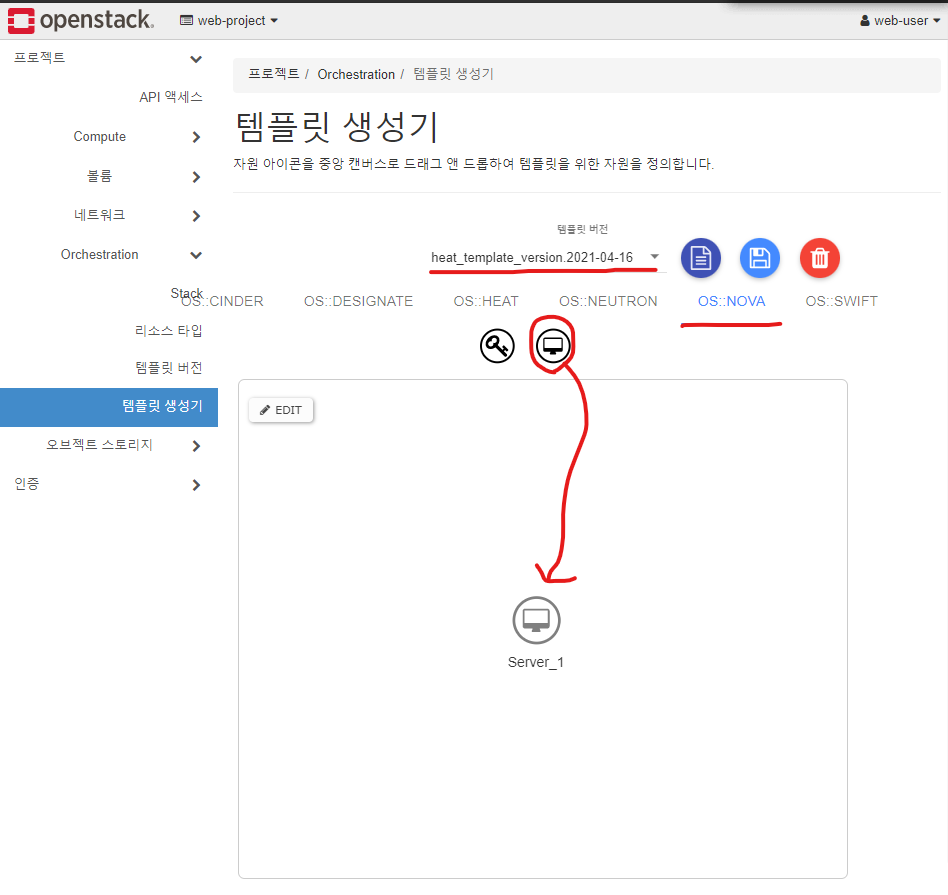 openstack. web-project web-user
프로젝트
API 액세스
Compute
볼륨
네트워크
Orchestration
Stack
리소스 타입
템플릿 버전
템플릿 생성기
오브젝트 스토리지
인증
프로젝트 / Orchestration / 템플릿 생성기
템플릿 생성기
자원 아이콘을 중앙 캔버스로 드래그 앤 드롭하여 템플릿을 위한 자원을 정의합니다.
템플릿 버전
heat_template_version.2021-04-16
OS::CINDER OS::DESIGNATE OS::HEAT OS::NEUTRON OS::NOVA OS::SWIFT
EDIT
Server_1